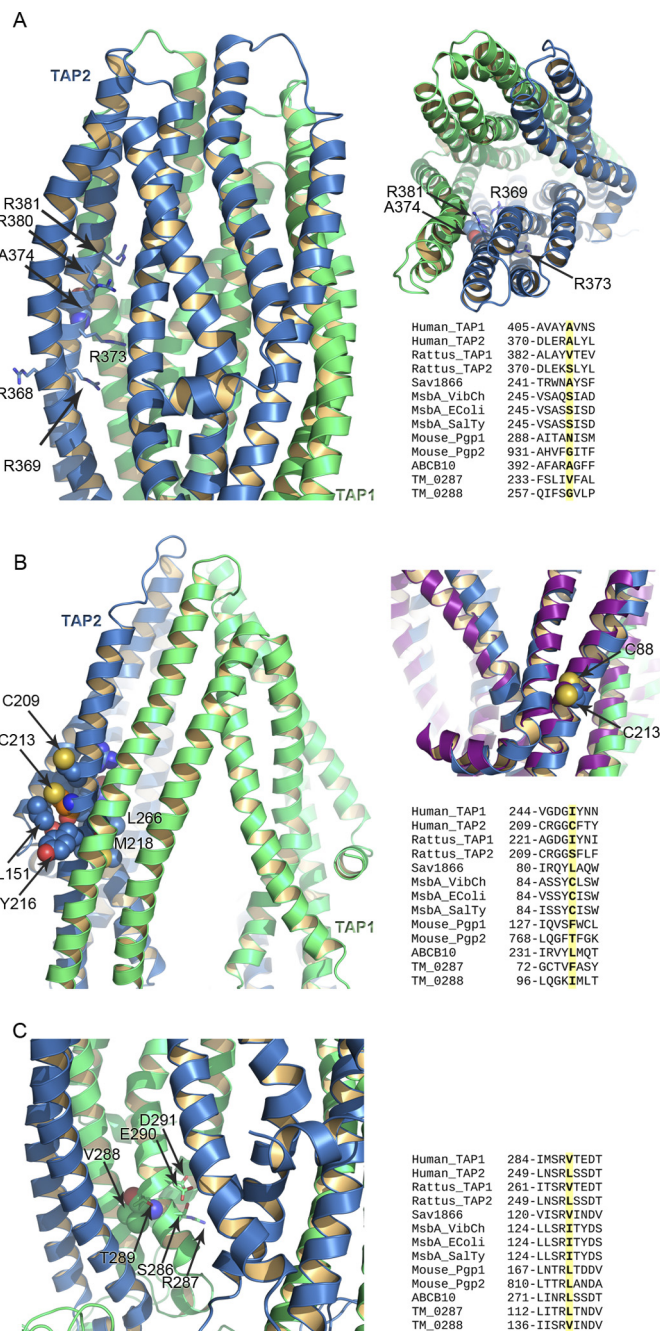 A
TAP2
R381
R380
A374
R373
R368
R369
TAP1
R381
A374
R369
R373
Human_TAP1 405-AVAYAVNS
Human_TAP2 370-DLERALYL
Rattus_TAP1 382-ALAYVTEV
Rattus_TAP2 370-DLEKSLYL
Sav1866 241-TRWNAYSF
MsbA_VibCh 245-VSAQSIAD
MsbA_EColi 245-VSASSISD
MsbA_SalTy 245-VSASSISD
Mouse_Pgp1 288-AITANISM
Mouse_Pgp2 931-AHVFGITF
ABCB10 392-AFARAGFF
TM_0287 233-FSLIVFAL
TM_0288 257-QIFSGVLP
B
TAP2
C209
C213
L266
M218
L151
Y216
TAP1
C88
C213
Human_TAP1 244-VGDGIYNN
Human_TAP2 209-CRGGCFTY
Rattus_TAP1 221-AGDGIYNI
Rattus_TAP2 209-CRGGSFLF
Sav1866 80-IRQYLAQW
MsbA_VibCh 84-ASSYCLSW
MsbA_EColi 84-VSSYCISW
MsbA_SalTy 84-ISSYCISW
Mouse_Pgp1 127-IQVSFWCL
Mouse_Pgp2 768-LQGFTFGK
ABCB10 231-IRVYLMQT
TM_0287 72-GCTVFASY
TM_0288 96-LQGKIMLT
C
D291
E290
V288
T289
S286
R287
Human_TAP1 284-IMSRVTEDT
Human_TAP2 249-LNSRLSSDT
Rattus_TAP1 261-ITSRVTEDT
Rattus_TAP2 249-LNSRLSSDT
Sav1866 120-VISRVINDV
MsbA_VibCh 124-LLSRITYDS
MsbA_EColi 124-LLSRITYDS
MsbA_SalTy 124-LLSRITYDS
Mouse_Pgp1 167-LNTRLTDDV
Mouse_Pgp2 810-LTTRLANDA
ABCB10 271-LINRLSSDT
TM_0287 112-LITRLTNDV
TM_0288 136-IISRVINDV